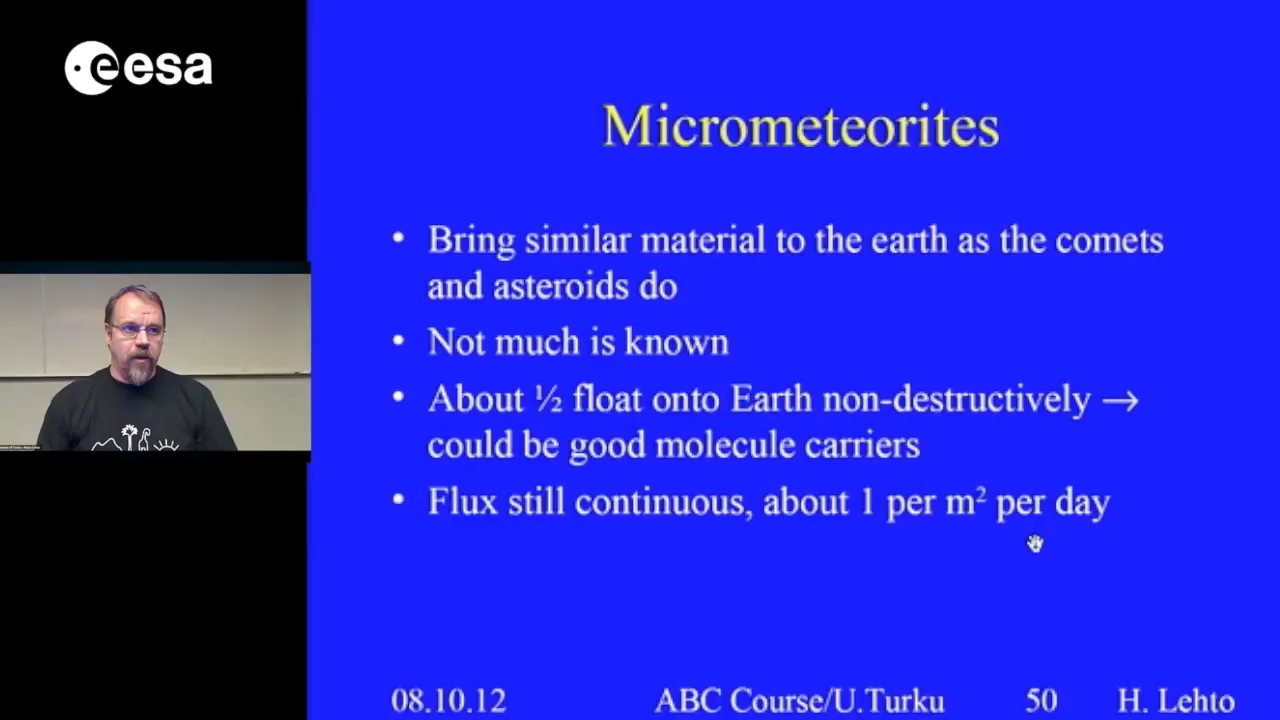 esa
Micrometeorites
• Bring similar material to the earth as the comets
and asteroids do
• Not much is known
• About ½ float onto Earth non-destructively →
could be good molecule carriers
• Flux still continuous, about 1 per m² per day
08.10.12 ABC Course/U.Turku 50 H. Lehto